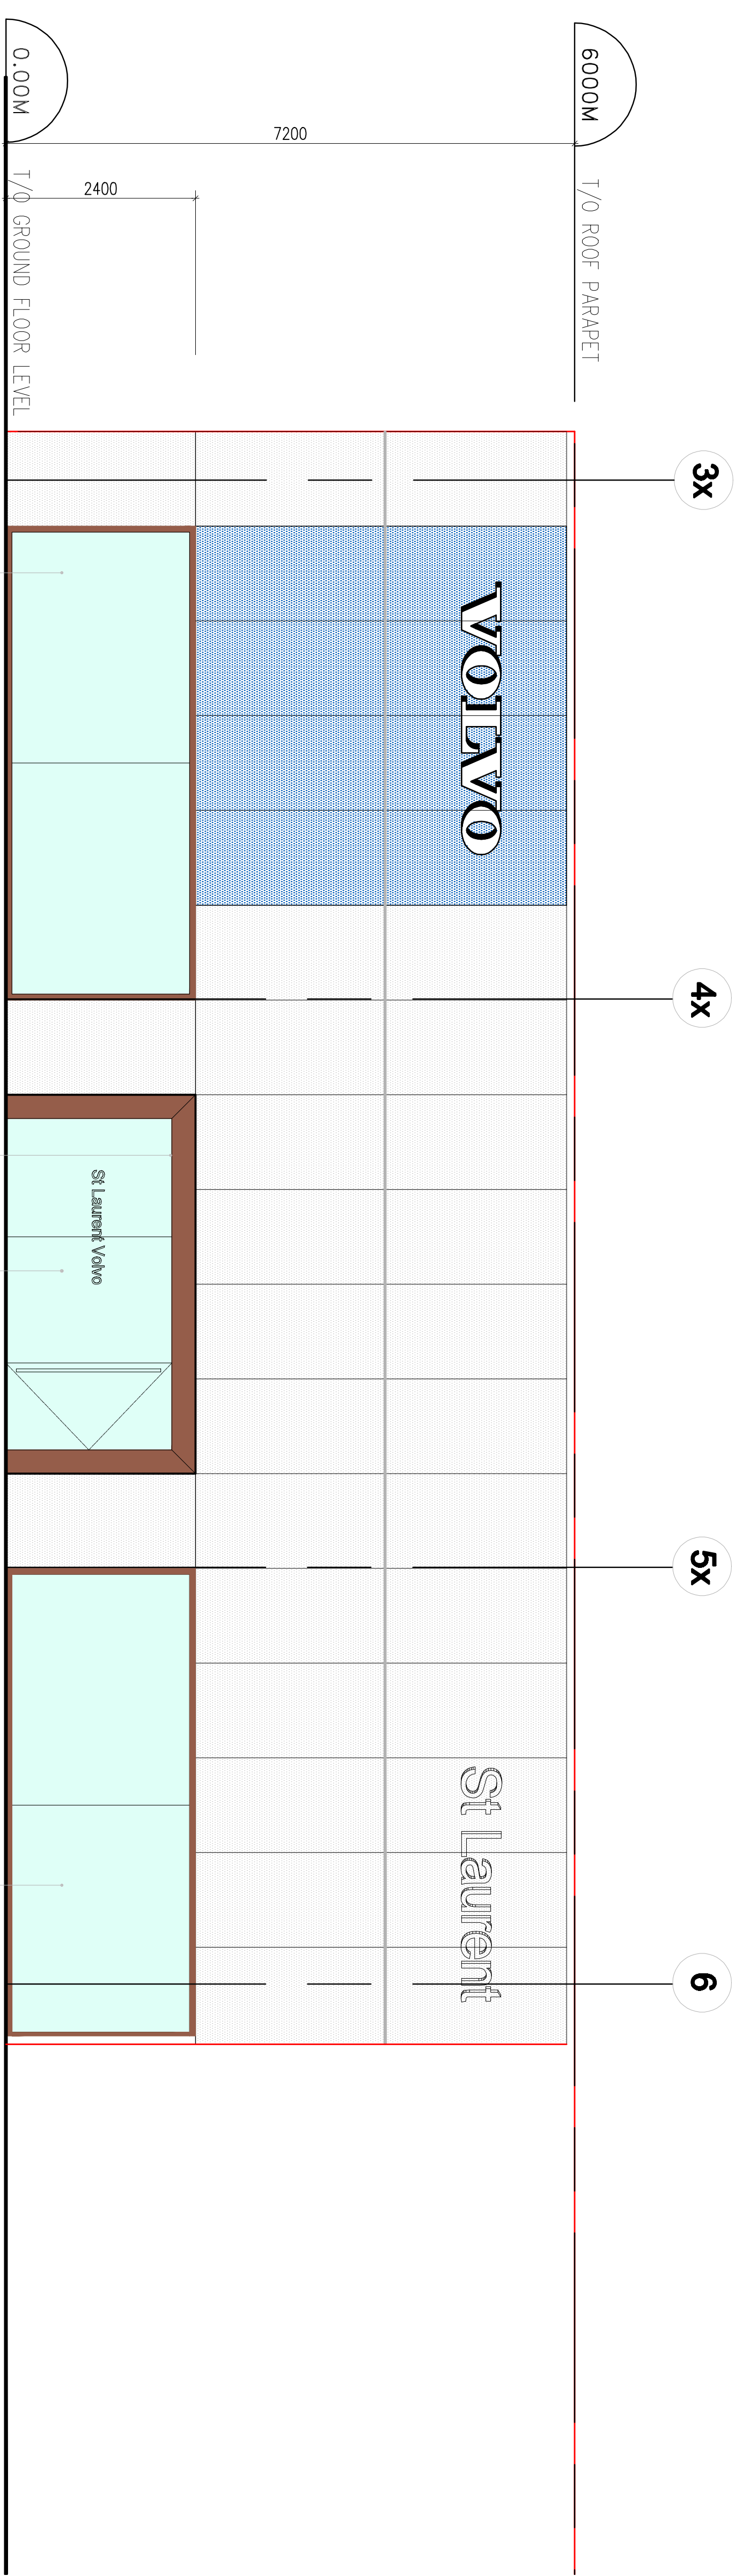 6000M
T/O ROOF PARAPET
7200
2400
0.00M
T/O GROUND FLOOR LEVEL
3x
4x
5x
6
VOLVO
St Laurent
St Laurent Volvo